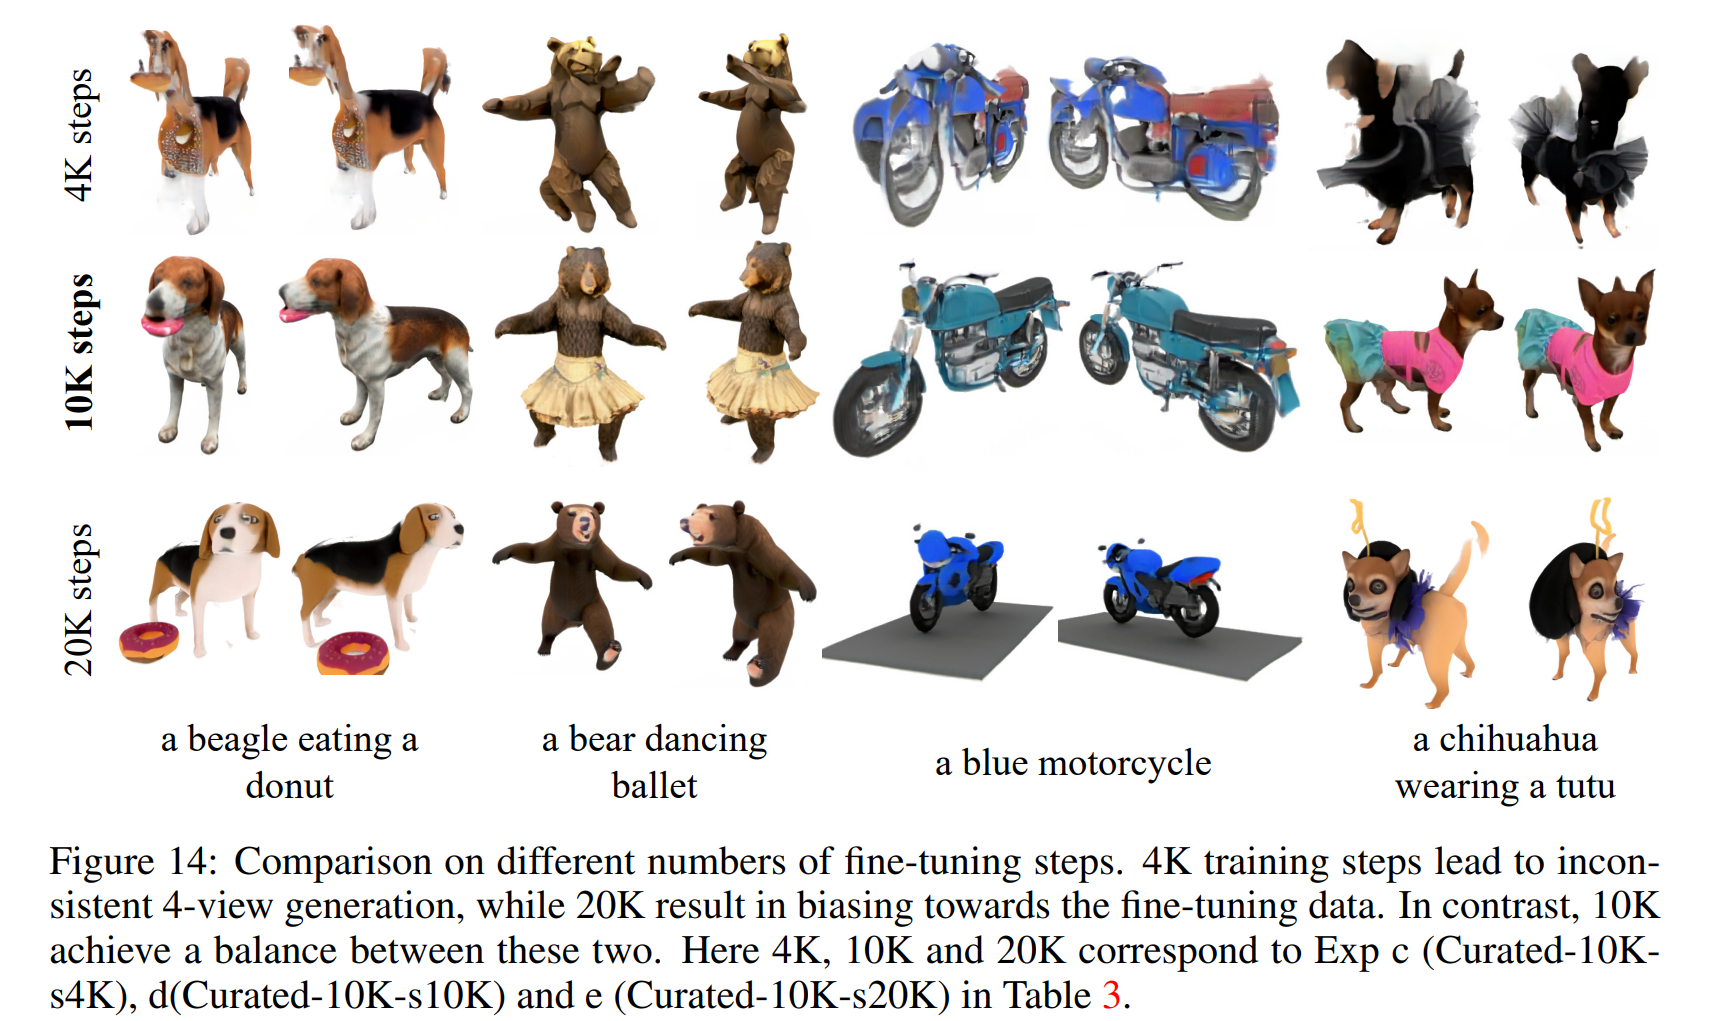 4K steps
10K steps
20K steps
a beagle eating a
donut
a bear dancing
ballet
a blue motorcycle
a chihuahua
wearing a tutu
Figure 14: Comparison on different numbers of fine-tuning steps. 4K training steps lead to incon-
sistent 4-view generation, while 20K result in biasing towards the fine-tuning data. In contrast, 10K
achieve a balance between these two. Here 4K, 10K and 20K correspond to Exp c (Curated-10K-
s4K), d(Curated-10K-s10K) and e (Curated-10K-s20K) in Table 3.